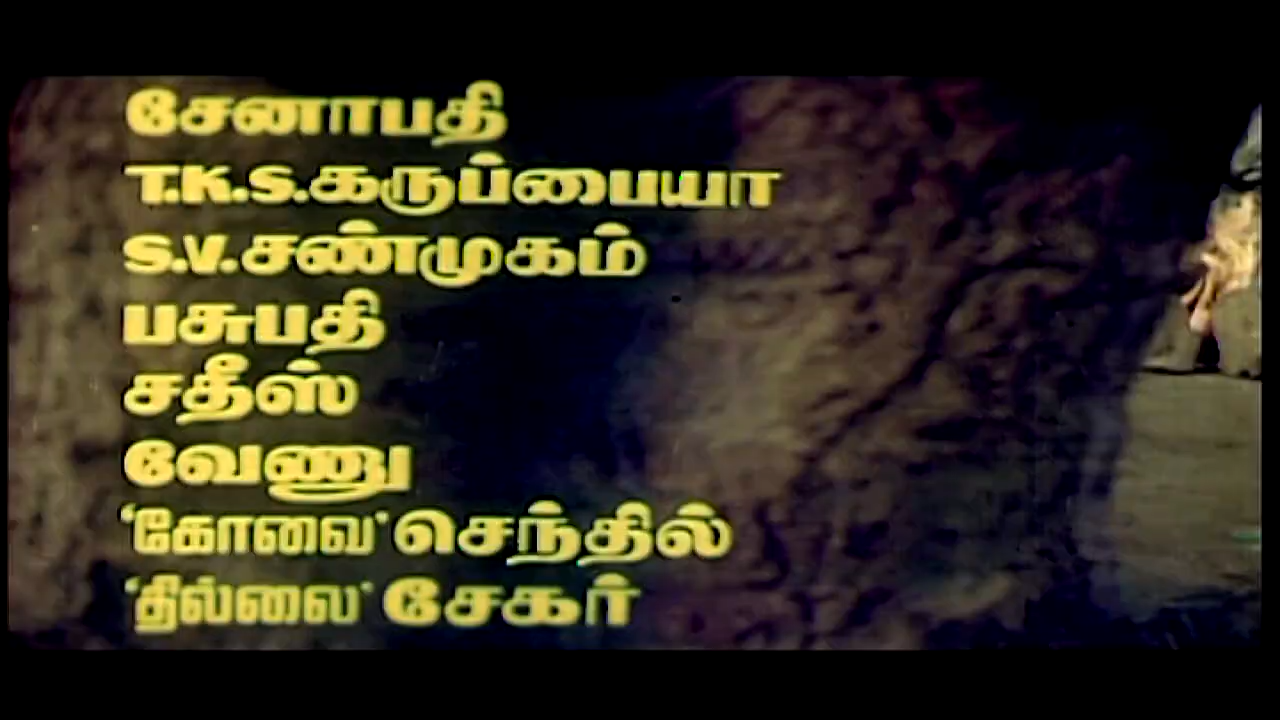 சேனாபதி
T.K.S.கருப்பையா
S.V.சண்முகம்
பசுபதி
சதீஸ்
வேணு
'கோவை' செந்தில்
'தில்லை' சேகர்